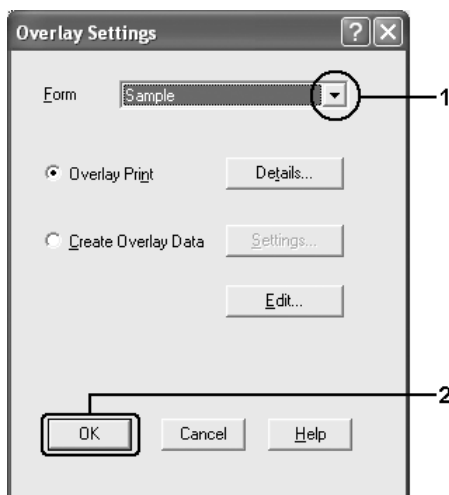 Overlay Settings
Form Sample 1
Overlay Print Details...
Create Overlay Data Settings...
Edit...
2
OK Cancel Help